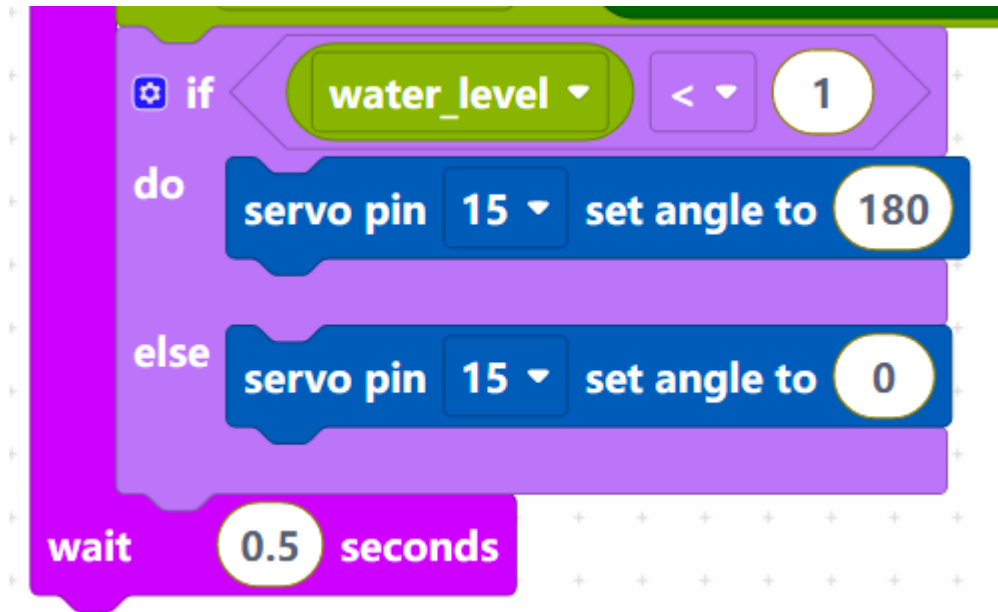 if water_level < 1
do
servo pin 15 set angle to 180
else
servo pin 15 set angle to 0
wait 0.5 seconds